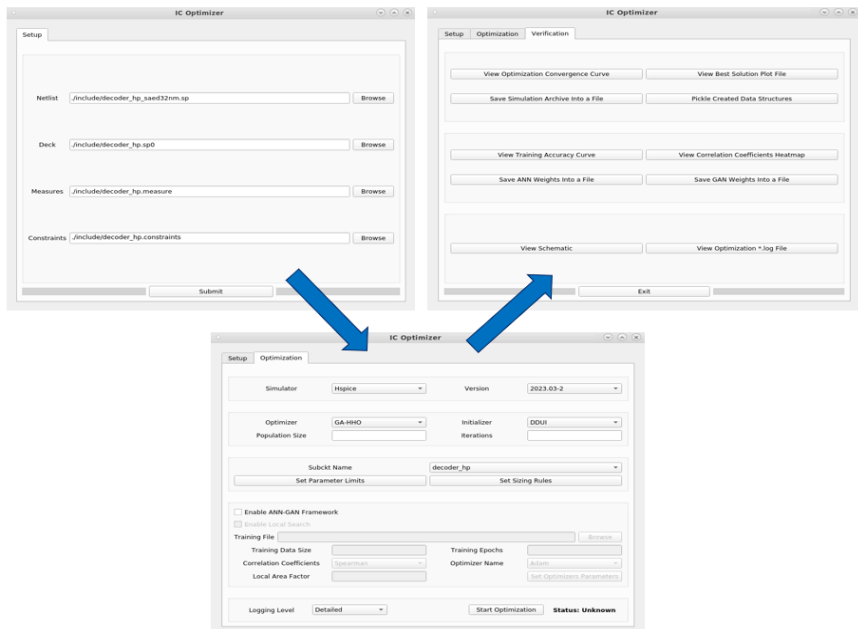 IC Optimizer
Setup
Netlist ./include/decoder_hp_saed32nm.sp Browse
Deck ./include/decoder_hp.sp0 Browse
Measures ./include/decoder_hp.measure Browse
Constraints ./include/decoder_hp.constraints Browse
Submit
IC Optimizer
Setup Optimization Verification
View Optimization Convergence Curve View Best Solution Plot File
Save Simulation Archive Into a File Pickle Created Data Structures
View Training Accuracy Curve View Correlation Coefficients Heatmap
Save ANN Weights Into a File Save GAN Weights Into a File
View Schematic View Optimization *.log File
Exit
IC Optimizer
Setup Optimization
Simulator Hspice Version 2023.03-2
Optimizer GA-HHO Initializer DDUI
Population Size Iterations
Subckt Name decoder_hp
Set Parameter Limits Set Sizing Rules
Enable ANN-GAN Framework
Enable Local Search
Training File Browse
Training Data Size Training Epochs
Correlation Coefficients Spearman Optimizer Name Adam
Local Area Factor Set Optimizers Parameters
Logging Level Detailed Start Optimization Status: Unknown